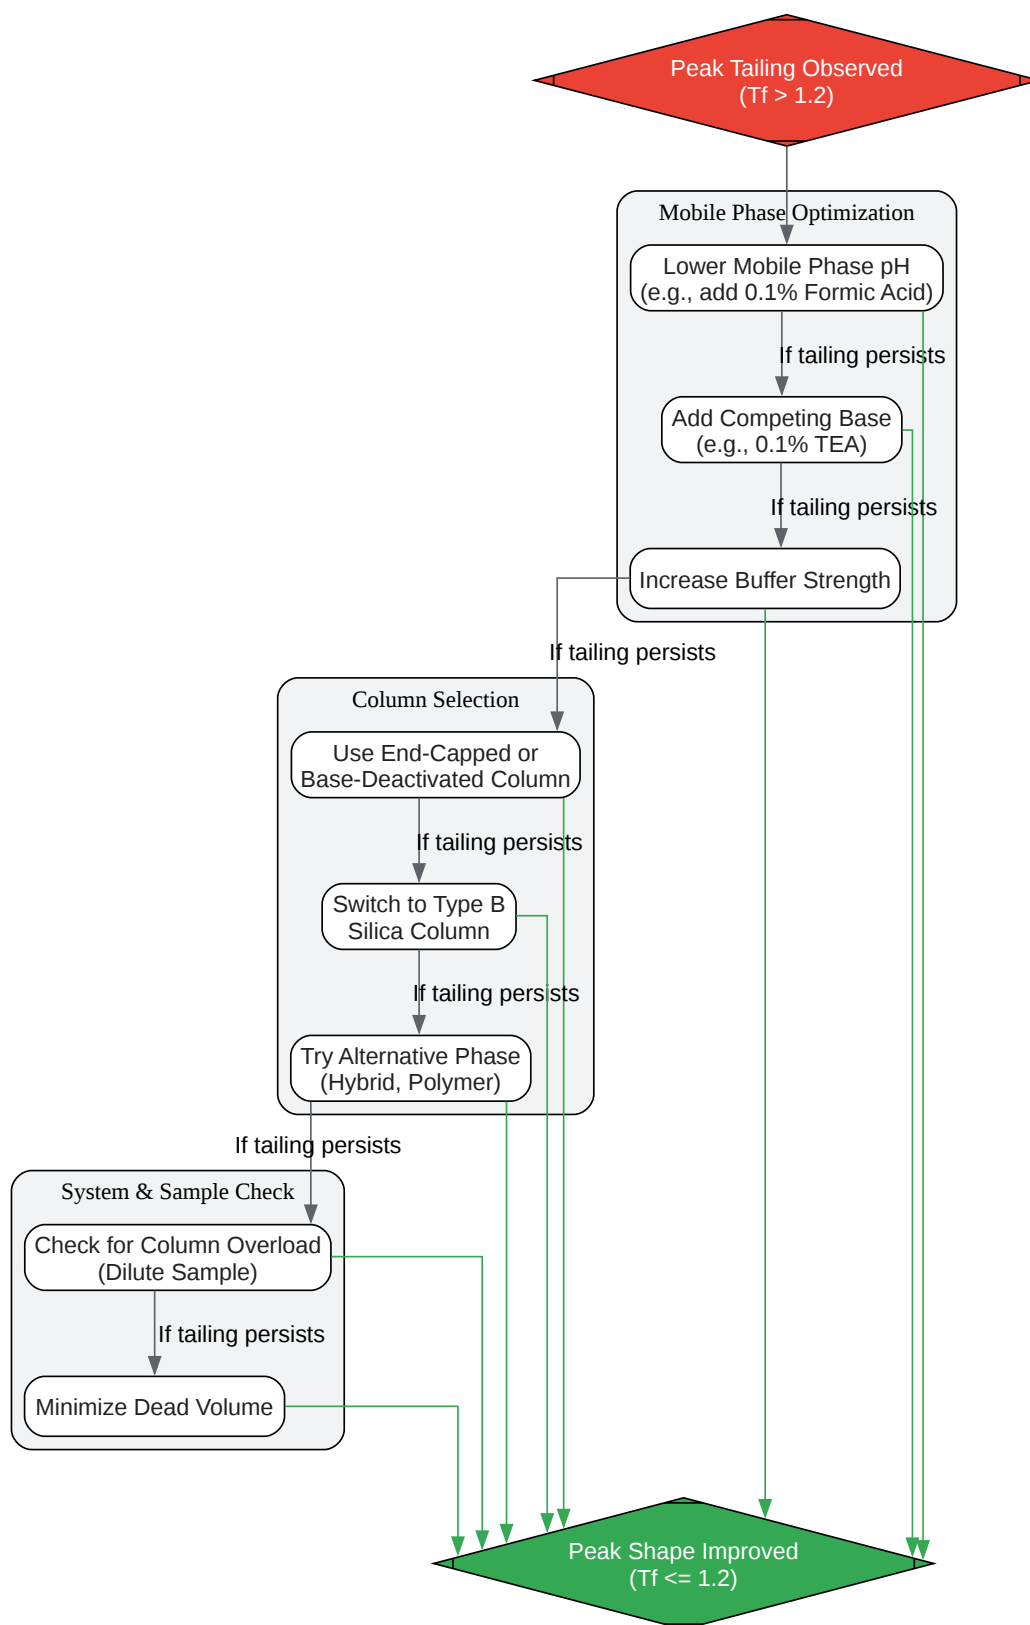 Peak Tailing Observed
(Tf > 1.2)
Mobile Phase Optimization
Lower Mobile Phase pH
(e.g., add 0.1% Formic Acid)
If tailing persists
Add Competing Base
(e.g., 0.1% TEA)
If tailing persists
Increase Buffer Strength
If tailing persists
Column Selection
Use End-Capped or
Base-Deactivated Column
If tailing persists
Switch to Type B
Silica Column
If tailing persists
Try Alternative Phase
(Hybrid, Polymer)
If tailing persists
System & Sample Check
Check for Column Overload
(Dilute Sample)
If tailing persists
Minimize Dead Volume
Peak Shape Improved
(Tf <= 1.2)